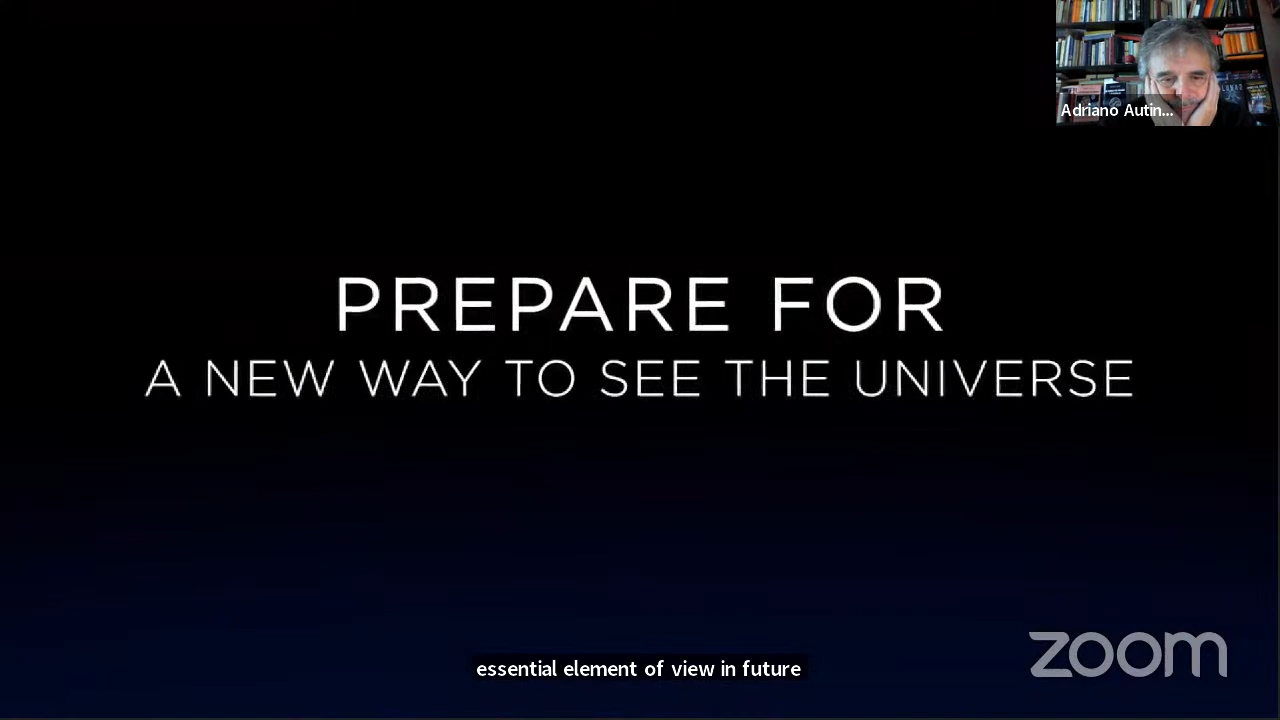 Adriano Autin...
PREPARE FOR
A NEW WAY TO SEE THE UNIVERSE
essential element of view in future
zoom